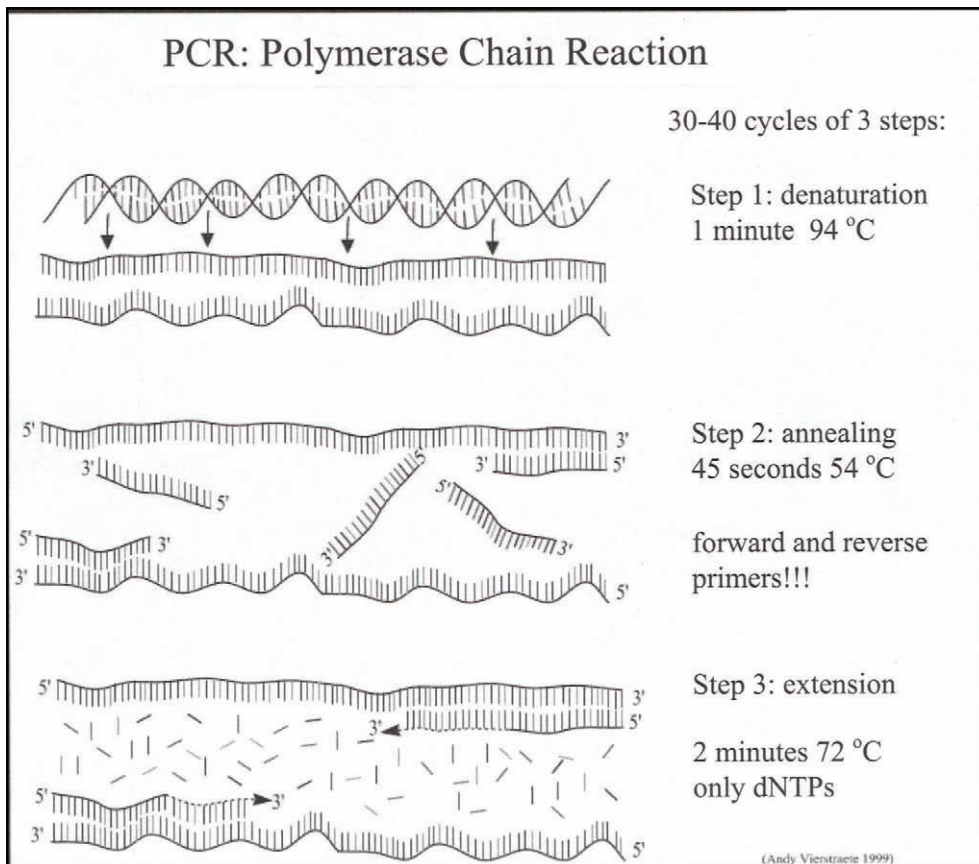 PCR: Polymerase Chain Reaction
30-40 cycles of 3 steps:
Step 1: denaturation
1 minute 94 °C
5'
3'
Step 2: annealing
3'
3'
5'
45 seconds 54 °C
5'
5'
5'
5'
3'
3'
3'
forward and reverse
3'
5'
primers!!!
5'
3'
Step 3: extension
3'
5'
2 minutes 72 °C
only dNTPs
5'
3'
3'
5'
(Andy Vierstraete 1999)